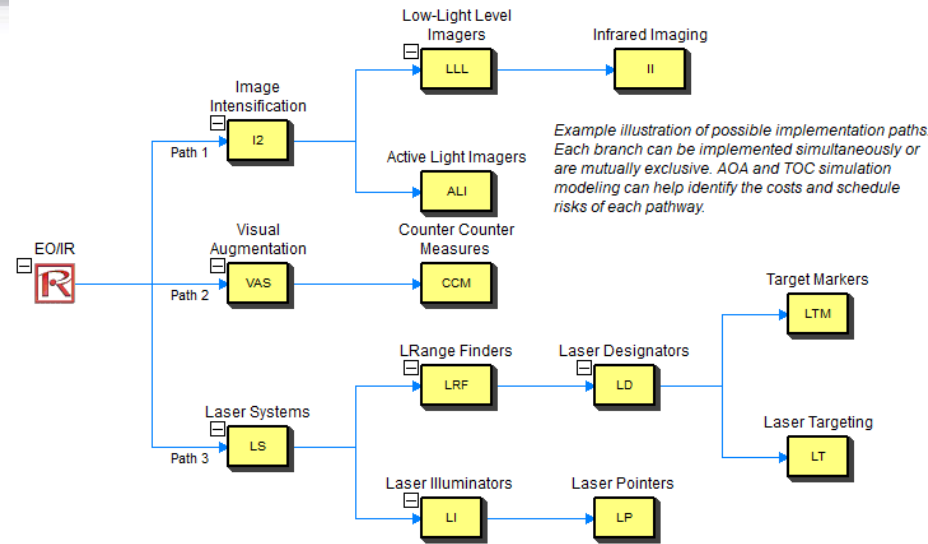 Low-Light Level
Imagers
LLL
Infrared Imaging
II
Image
Intensification
I2
Path 1
Example illustration of possible implementation paths.
Each branch can be implemented simultaneously or
are mutually exclusive. AOA and TOC simulation
modeling can help identify the costs and schedule
risks of each pathway.
Active Light Imagers
ALI
EO/IR
R
Visual
Augmentation
VAS
Path 2
Counter Counter
Measures
CCM
Target Markers
LTM
LRange Finders
LRF
Laser Designators
LD
Laser Systems
LS
Path 3
Laser Targeting
LT
Laser Illuminators
LI
Laser Pointers
LP